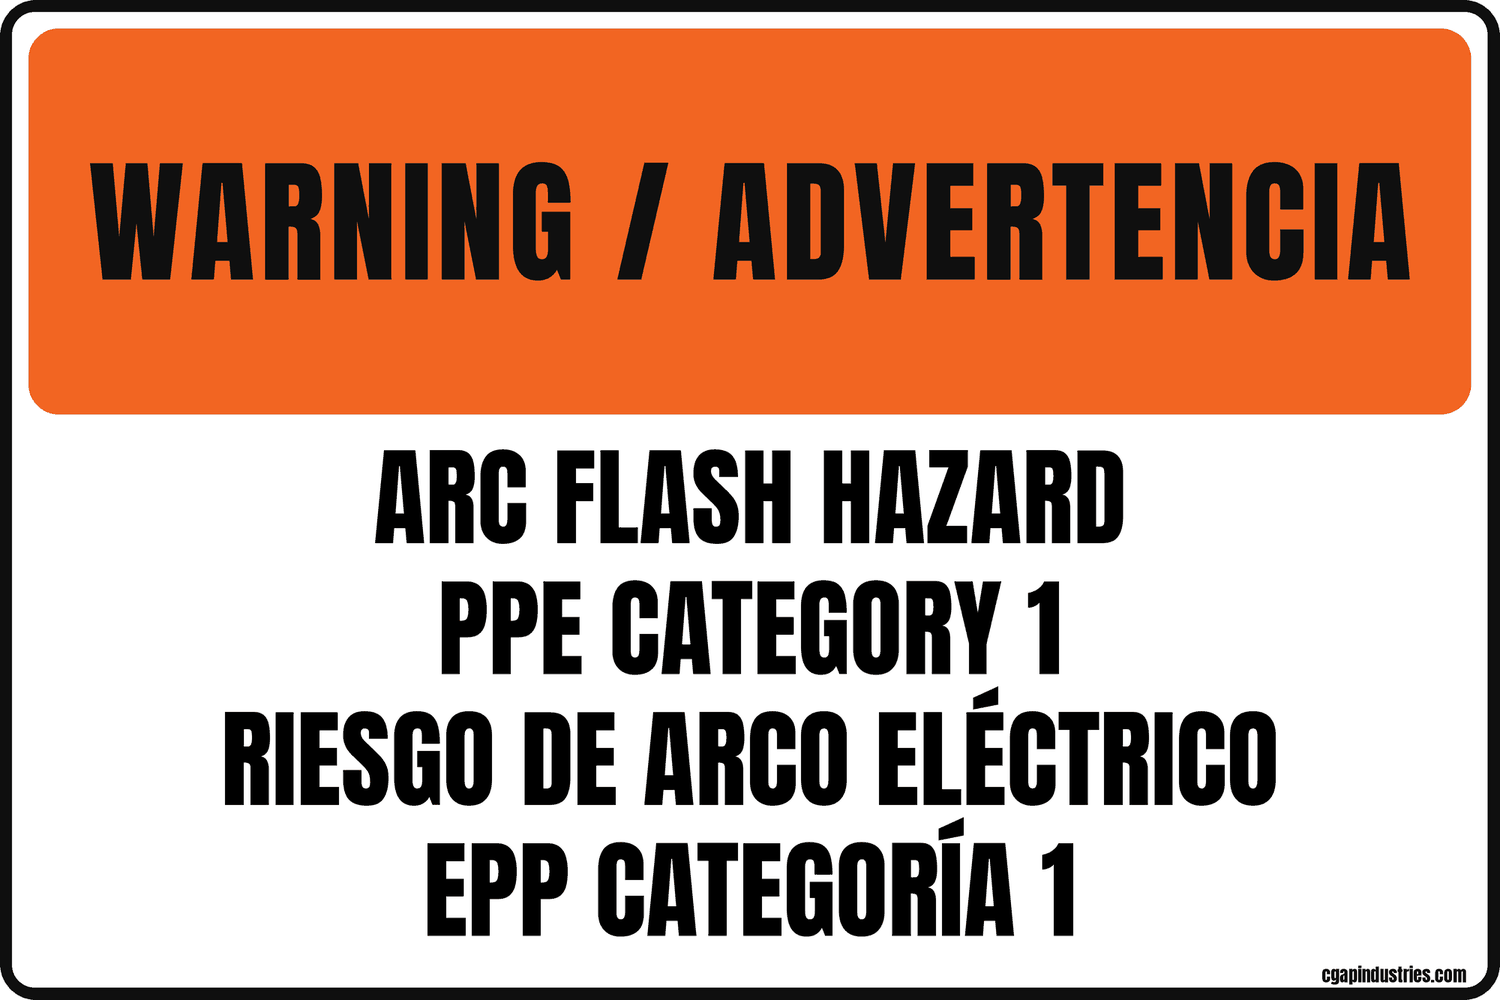 WARNING / ADVERTENCIA
ARC FLASH HAZARD
PPE CATEGORY 1
RIESGO DE ARCO ELÉCTRICO
EPP CATEGORÍA 1
cgapindustries.com